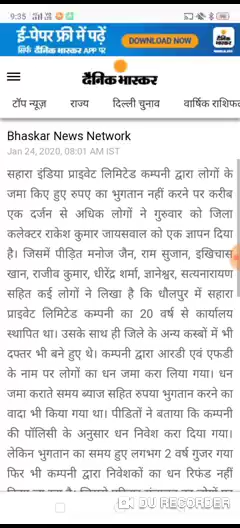 9:35
ई-पेपर फ्री में पढ़ें
सिर्फ दैनिक भास्कर APP पर
DOWNLOAD NOW
दैनिक भास्कर
टॉप न्यूज़ राज्य दिल्ली चुनाव वार्षिक राशिफ
Bhaskar News Network
Jan 24, 2020, 08:01 AM IST
सहारा इंडिया प्राइवेट लिमिटेड कम्पनी द्वारा लोगों के
जमा किए हुए रुपए का भुगतान नहीं करने पर करीब
एक दर्जन से अधिक लोगों ने गुरुवार को जिला
कलेक्टर राकेश कुमार जायसवाल को एक ज्ञापन दिया
है। जिसमें पीड़ित मनोज जैन, राम सुजान, इखिचास
खान, राजीव कुमार, धीरेंद्र शर्मा, ज्ञानेश्वर, सत्यनारायण
सहित कई लोगों ने लिखा है कि धौलपुर में सहारा
प्राइवेट लिमिटेड कम्पनी का 20 वर्ष से कार्यालय
स्थापित था। उसके साथ ही जिले के अन्य कस्बों में भी
दफ्तर भी बने हुए थे। कम्पनी द्वारा आरडी एवं एफडी
के नाम पर लोगों का धन जमा करा लिया गया। धन
जमा कराते समय ब्याज सहित रुपया भुगतान करने का
वादा भी किया गया था। पीडितों ने बताया कि कम्पनी
की पॉलिसी के अनुसार धन निवेश करा दिया गया।
लेकिन भुगतान का समय हुए लगभग 2 वर्ष गुजर गया
फिर भी कम्पनी द्वारा निवेशकों का धन रिफंड नहीं
DU RECORDER